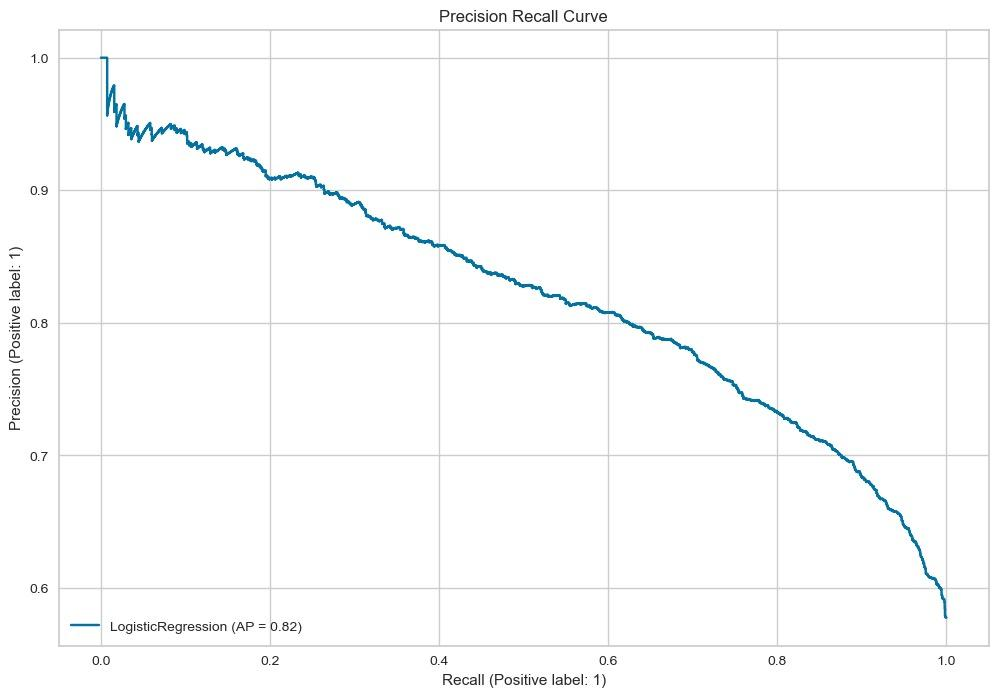 Precision Recall Curve
1.0
0.9
0.8
0.7
0.6
Precision (Positive label: 1)
LogisticRegression (AP = 0.82)
0.0 0.2 0.4 0.6 0.8 1.0
Recall (Positive label: 1)